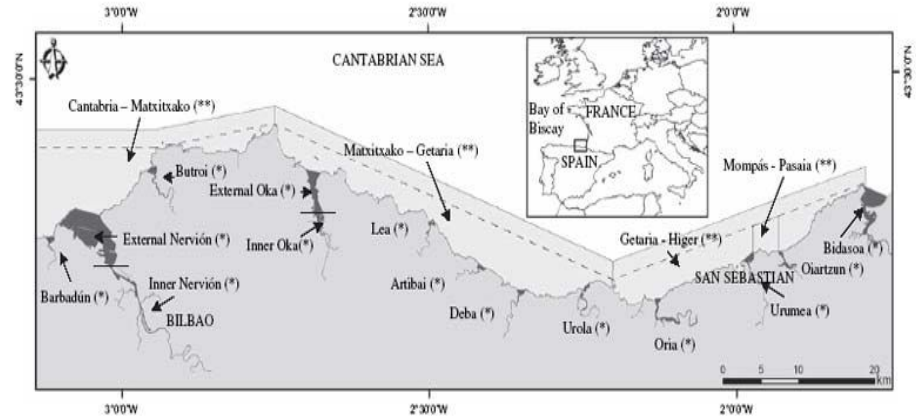 3°0'0"W
2°30'0"W
2°0'0"W
43°30'0"N
43°30'0"N
CANTABRIAN SEA
Bay of
Biscay
FRANCE
SPAIN
Cantabria – Matxitxako (**)
Matxitxako – Getaria (**)
Mompás - Pasaia (**)
Butroi (*)
External Oka (*)
External Nervión (*)
Inner Oka(*)
Lea (*)
Getaria - Higer (**)
Bidasoa (*)
Oiartzun (*)
SAN SEBASTIAN
Barbadún (*)
Inner Nervión (*)
Artibai (*)
Deba (*)
Urola (*)
Oria (*)
Urumea (*)
BILBAO
0 5 10 20
km
3°0'0"W
2°30'0"W
2°0'0"W